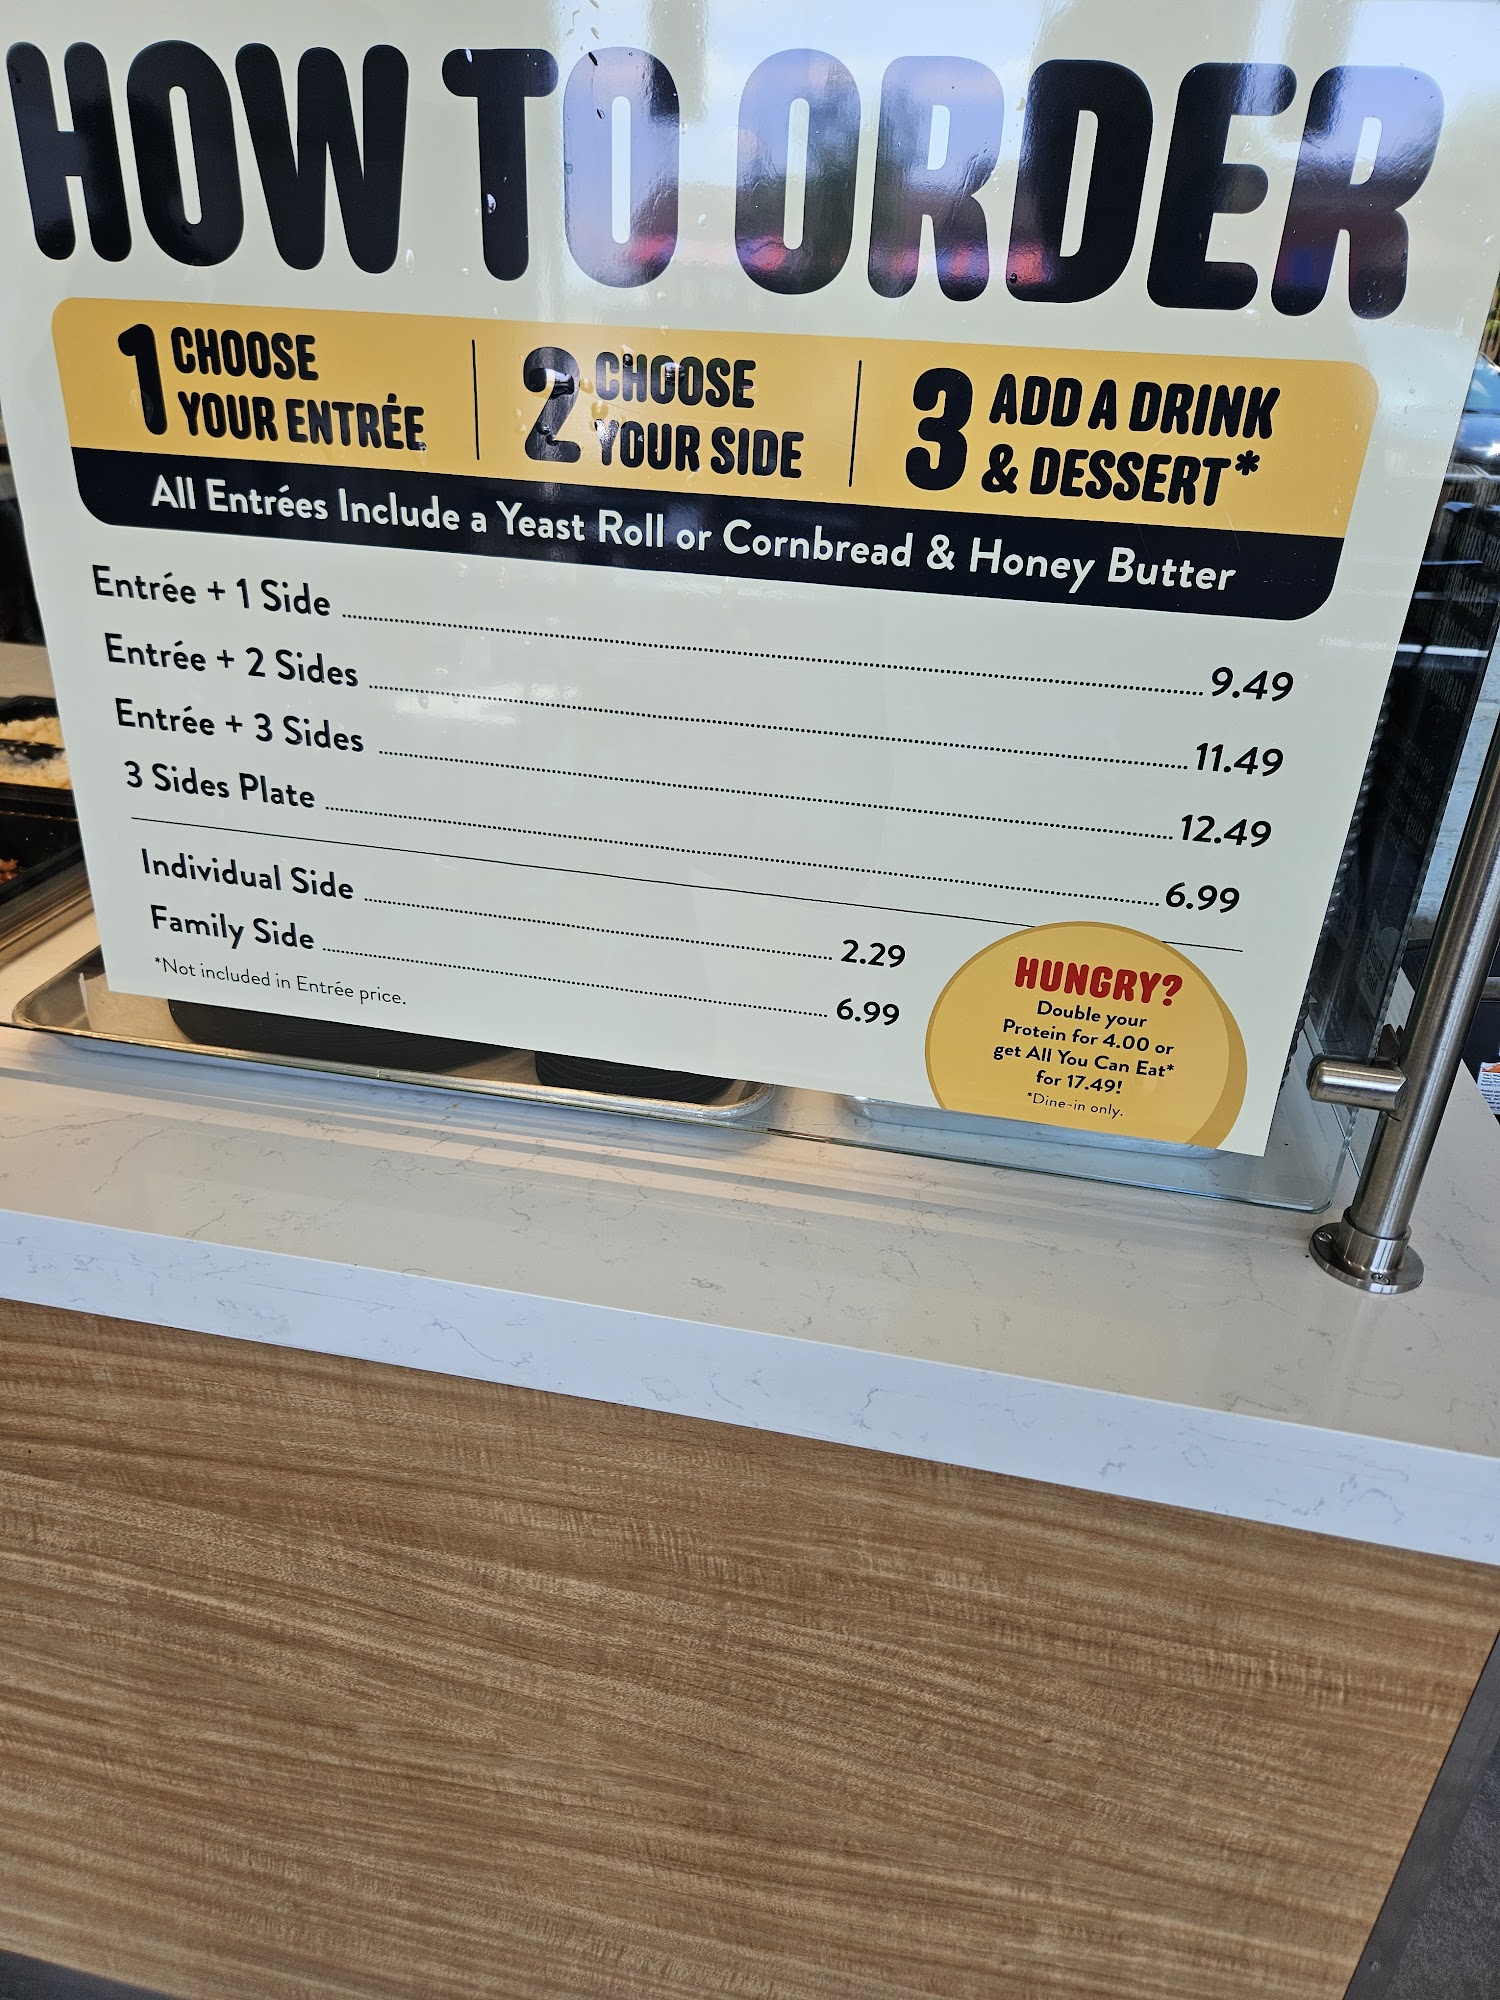 HOW TO ORDER
1 CHOOSE YOUR ENTRÉE
2 CHOOSE YOUR SIDE
3 ADD A DRINK & DESSERT*
All Entrées Include a Yeast Roll or Cornbread & Honey Butter
Entrée + 1 Side 9.49
Entrée + 2 Sides 11.49
Entrée + 3 Sides 12.49
3 Sides Plate 6.99
Individual Side 2.29
Family Side 6.99
*Not included in Entrée price.
HUNGRY?
Double your
Protein for 4.00 or
get All You Can Eat*
for 17.49!
*Dine-in only.